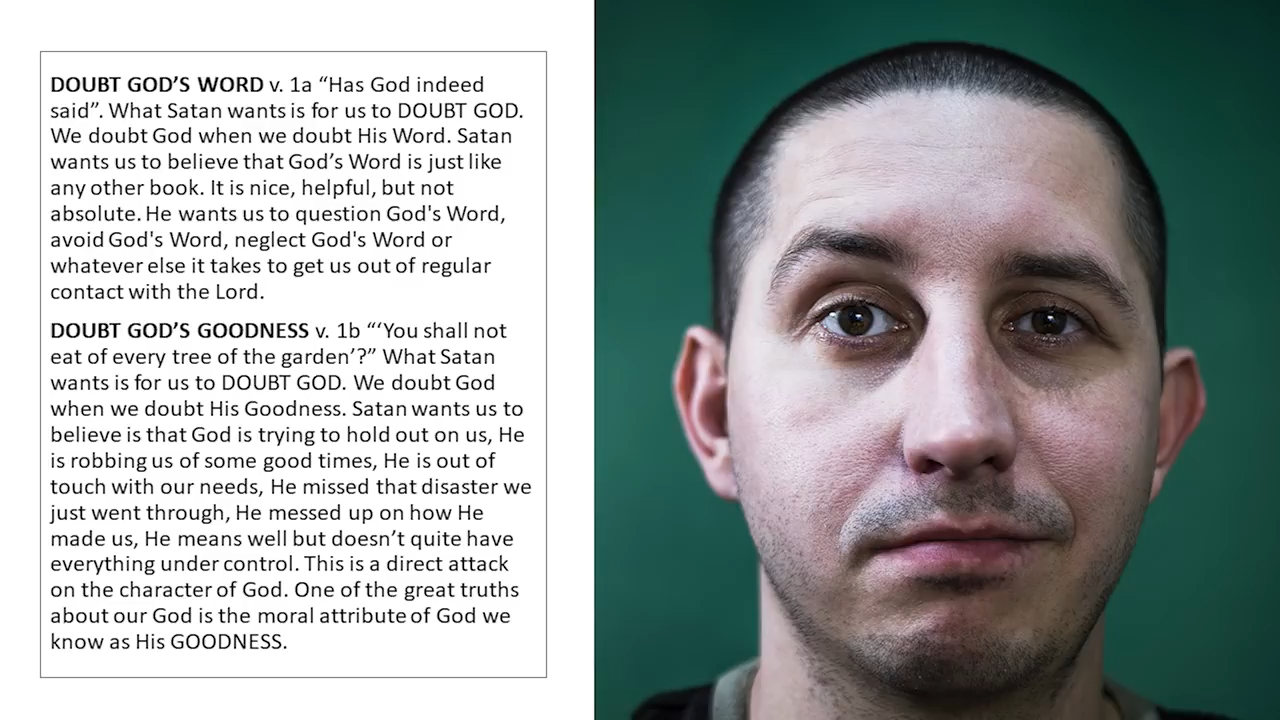 DOUBT GOD’S WORD v. 1a “Has God indeed
said”. What Satan wants is for us to DOUBT GOD.
We doubt God when we doubt His Word. Satan
wants us to believe that God’s Word is just like
any other book. It is nice, helpful, but not
absolute. He wants us to question God's Word,
avoid God's Word, neglect God's Word or
whatever else it takes to get us out of regular
contact with the Lord.
DOUBT GOD’S GOODNESS v. 1b “‘You shall not
eat of every tree of the garden’?” What Satan
wants is for us to DOUBT GOD. We doubt God
when we doubt His Goodness. Satan wants us to
believe is that God is trying to hold out on us, He
is robbing us of some good times, He is out of
touch with our needs, He missed that disaster we
just went through, He messed up on how He
made us, He means well but doesn’t quite have
everything under control. This is a direct attack
on the character of God. One of the great truths
about our God is the moral attribute of God we
know as His GOODNESS.